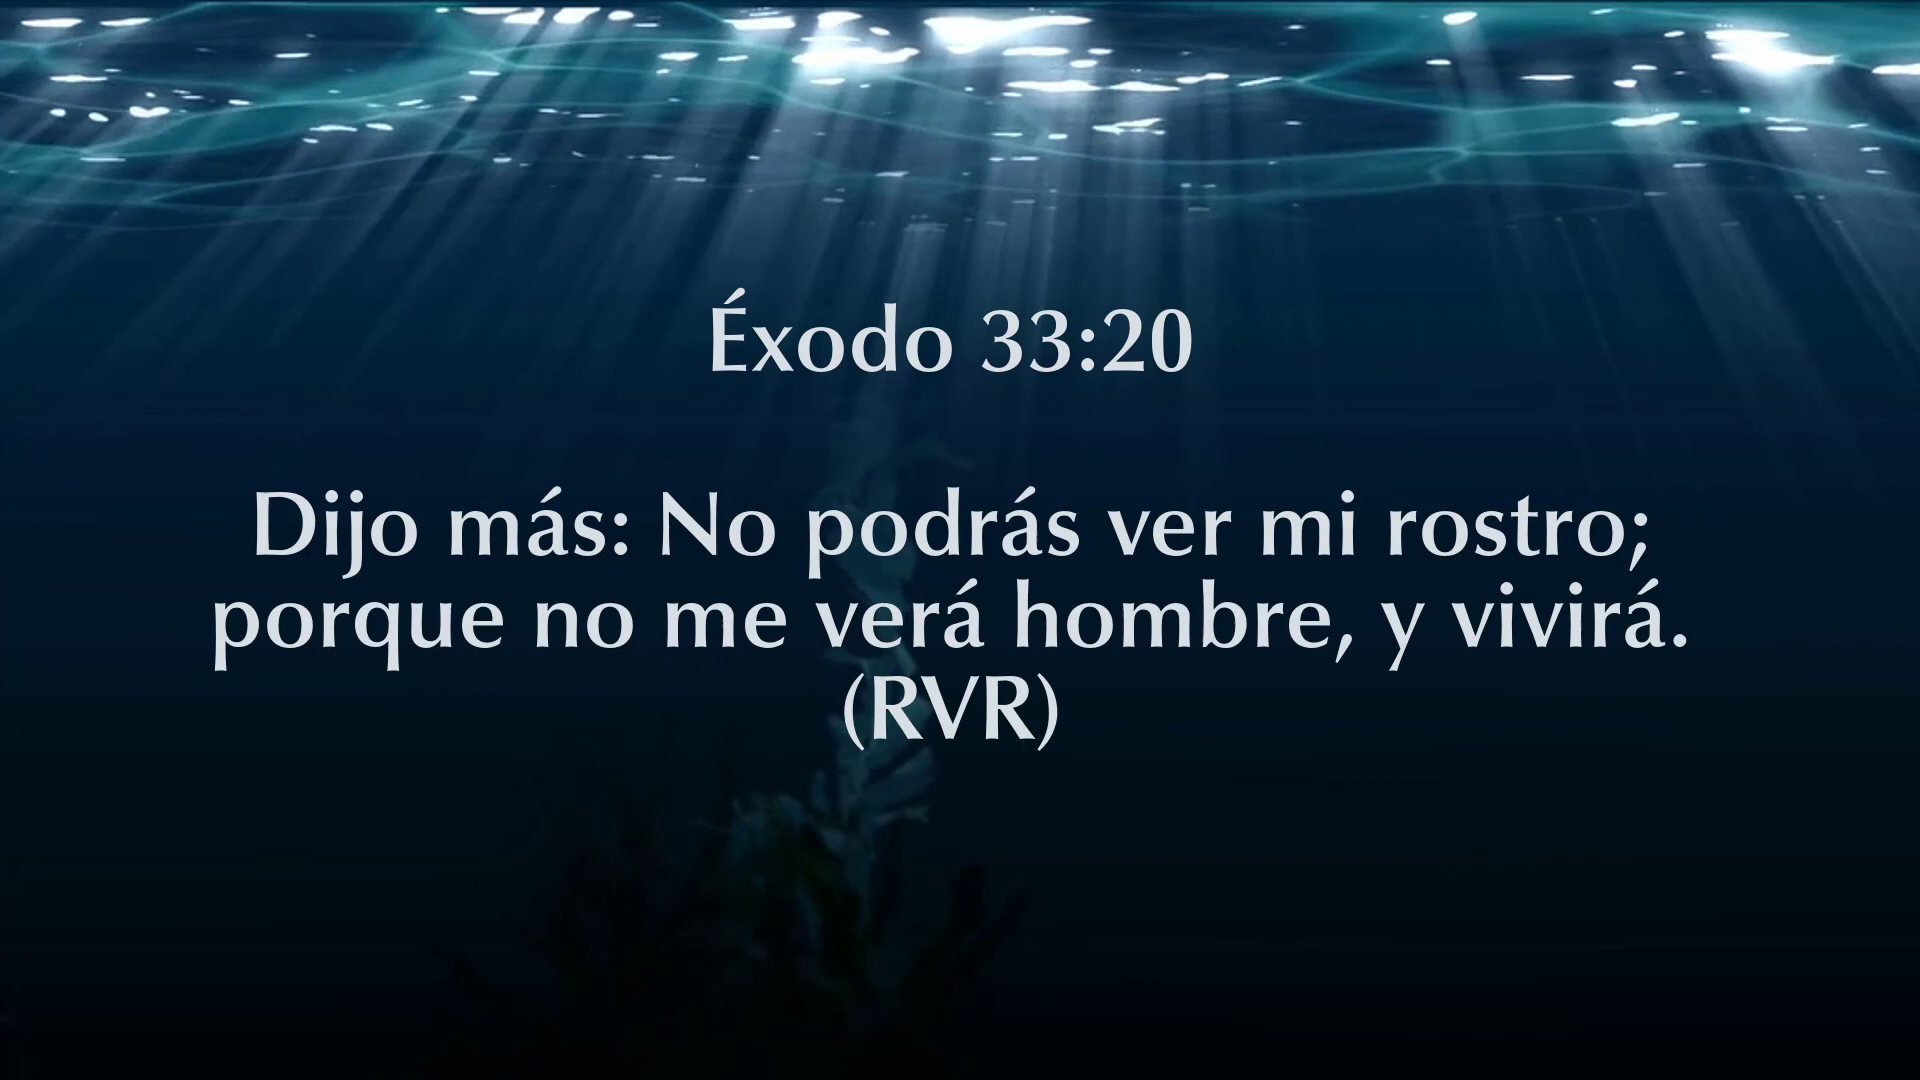 Éxodo 33:20
Dijo más: No podrás ver mi rostro;
porque no me verá hombre, y vivirá.
(RVR)